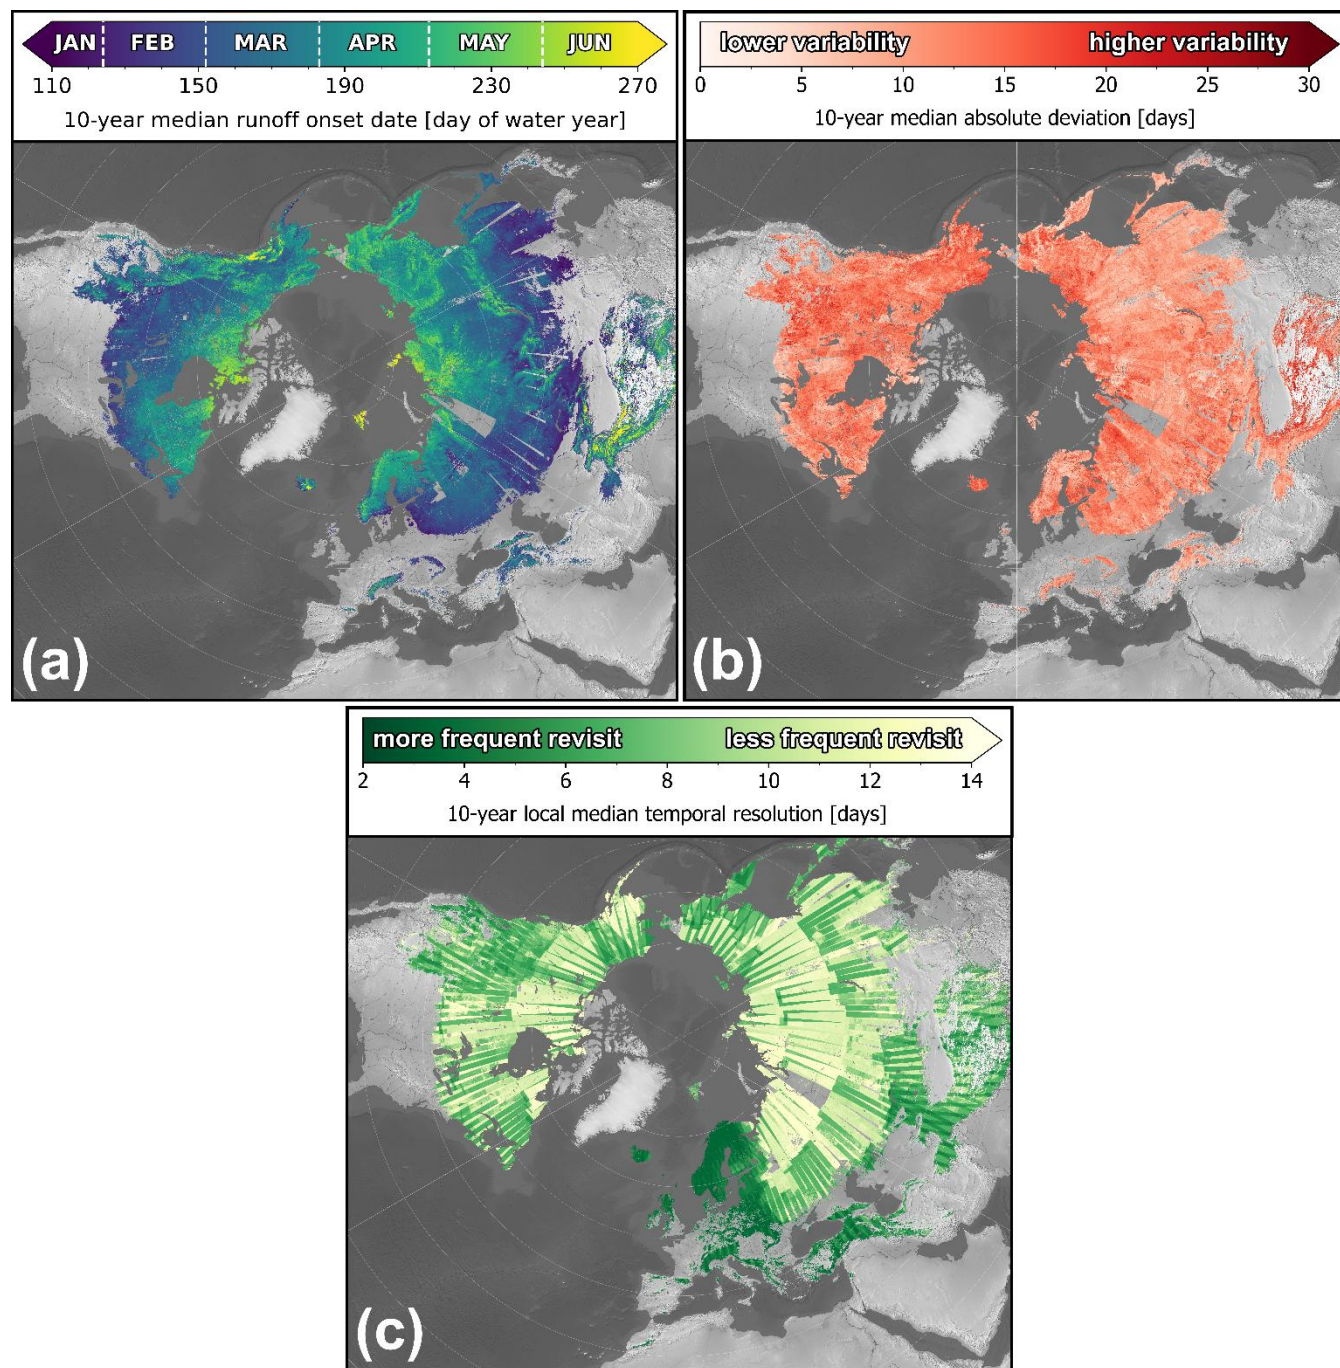 JAN FEB MAR APR MAY JUN
110 150 190 230 270
10-year median runoff onset date [day of water year]
(a)
lower variability higher variability
0 5 10 15 20 25 30
10-year median absolute deviation [days]
(b)
more frequent revisit less frequent revisit
2 4 6 8 10 12 14
10-year local median temporal resolution [days]
(c)